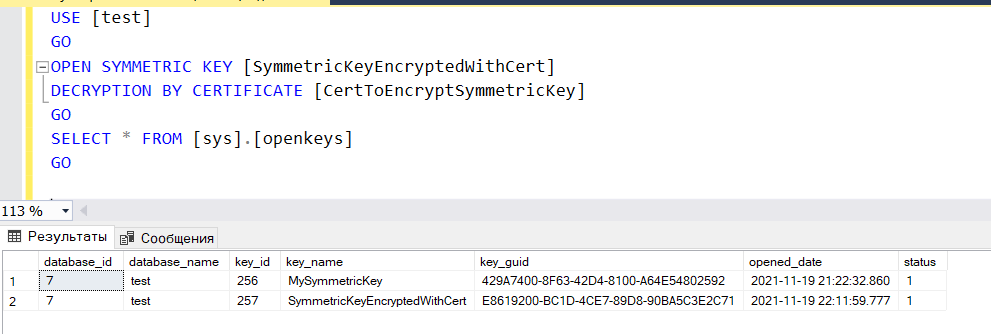 USE [test]
GO
OPEN SYMMETRIC KEY [SymmetricKeyEncryptedWithCert]
DECRYPTION BY CERTIFICATE [CertToEncryptSymmetricKey]
GO
SELECT * FROM [sys].[openkeys]
GO
113 %
Результаты Сообщения
database_id database_name key_id key_name key_guid opened_date status
1 7 test 256 MySymmetricKey 429A7400-8F63-42D4-8100-A64E54802592 2021-11-19 21:22:32.860 1
2 7 test 257 SymmetricKeyEncryptedWithCert E8619200-BC1D-4CE7-89D8-90BA5C3E2C71 2021-11-19 22:11:59.777 1